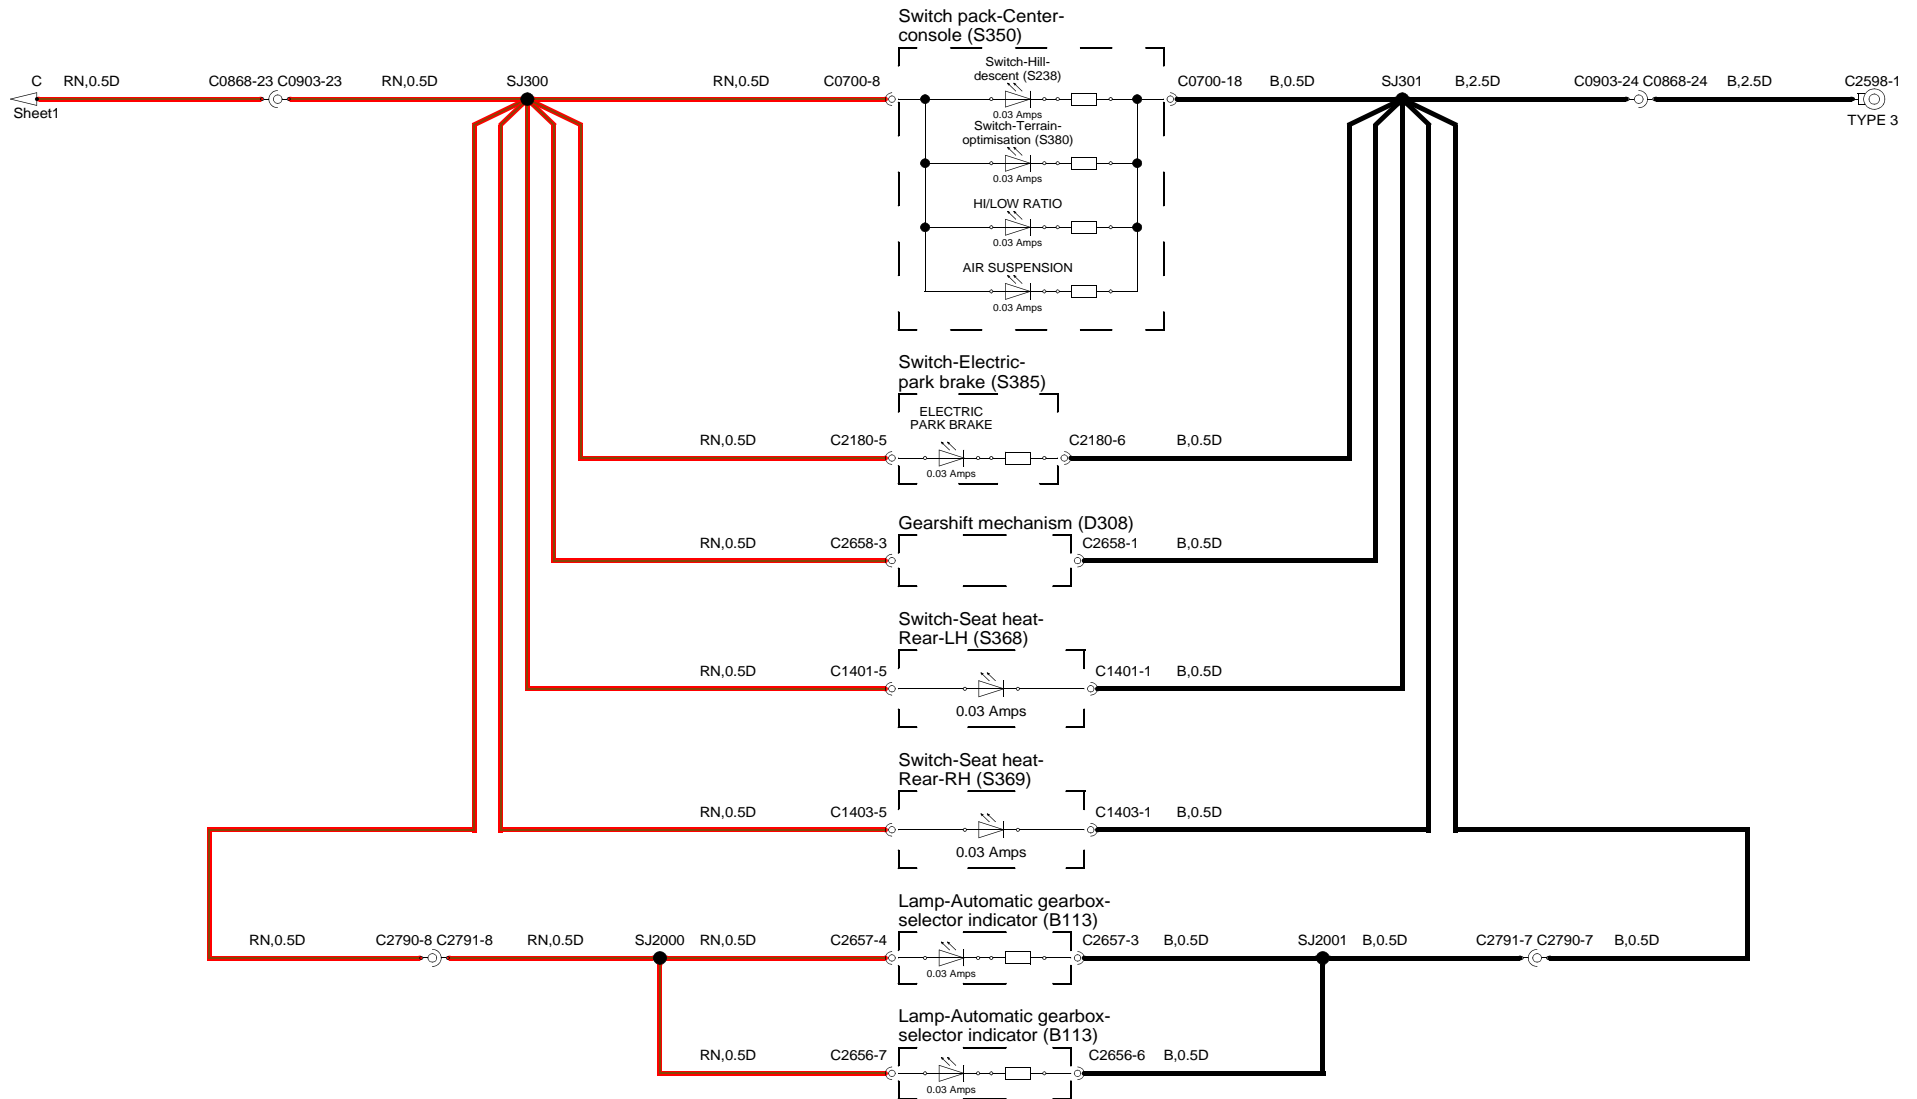 Switch pack-Center-
console (S350)
C RN,0.5D C0868-23 C0903-23 RN,0.5D SJ300 RN,0.5D C0700-8
Switch-Hill-
descent (S238)
C0700-18 B,0.5D SJ301 B,2.5D C0903-24 C0868-24 B,2.5D C2598-1
Sheet1
0.03 Amps
TYPE 3
Switch-Terrain-
optimisation (S380)
0.03 Amps
HI/LOW RATIO
0.03 Amps
AIR SUSPENSION
0.03 Amps
Switch-Electric-
park brake (S385)
ELECTRIC
PARK BRAKE
RN,0.5D C2180-5 C2180-6 B,0.5D
0.03 Amps
Gearshift mechanism (D308)
RN,0.5D C2658-3 C2658-1 B,0.5D
Switch-Seat heat-
Rear-LH (S368)
RN,0.5D C1401-5 C1401-1 B,0.5D
0.03 Amps
Switch-Seat heat-
Rear-RH (S369)
RN,0.5D C1403-5 C1403-1 B,0.5D
0.03 Amps
Lamp-Automatic gearbox-
selector indicator (B113)
RN,0.5D C2790-8 C2791-8 RN,0.5D SJ2000 RN,0.5D C2657-4 C2657-3 B,0.5D SJ2001 B,0.5D C2791-7 C2790-7 B,0.5D
0.03 Amps
Lamp-Automatic gearbox-
selector indicator (B113)
RN,0.5D C2656-7 C2656-6 B,0.5D
0.03 Amps